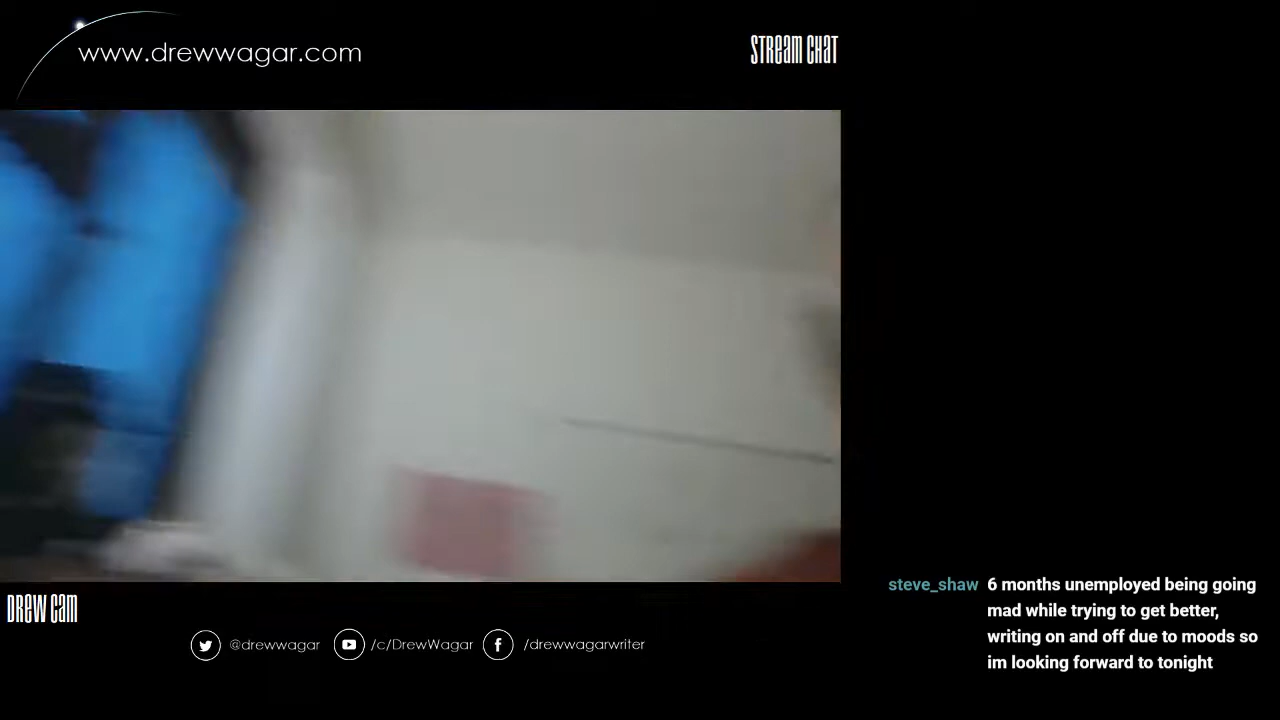 www.drewwagar.com
STREAM CHAT
DREW CAM
@drewwagar
/c/DrewWagar
/drewwagarwriter
steve_shaw 6 months unemployed being going
mad while trying to get better,
writing on and off due to moods so
im looking forward to tonight